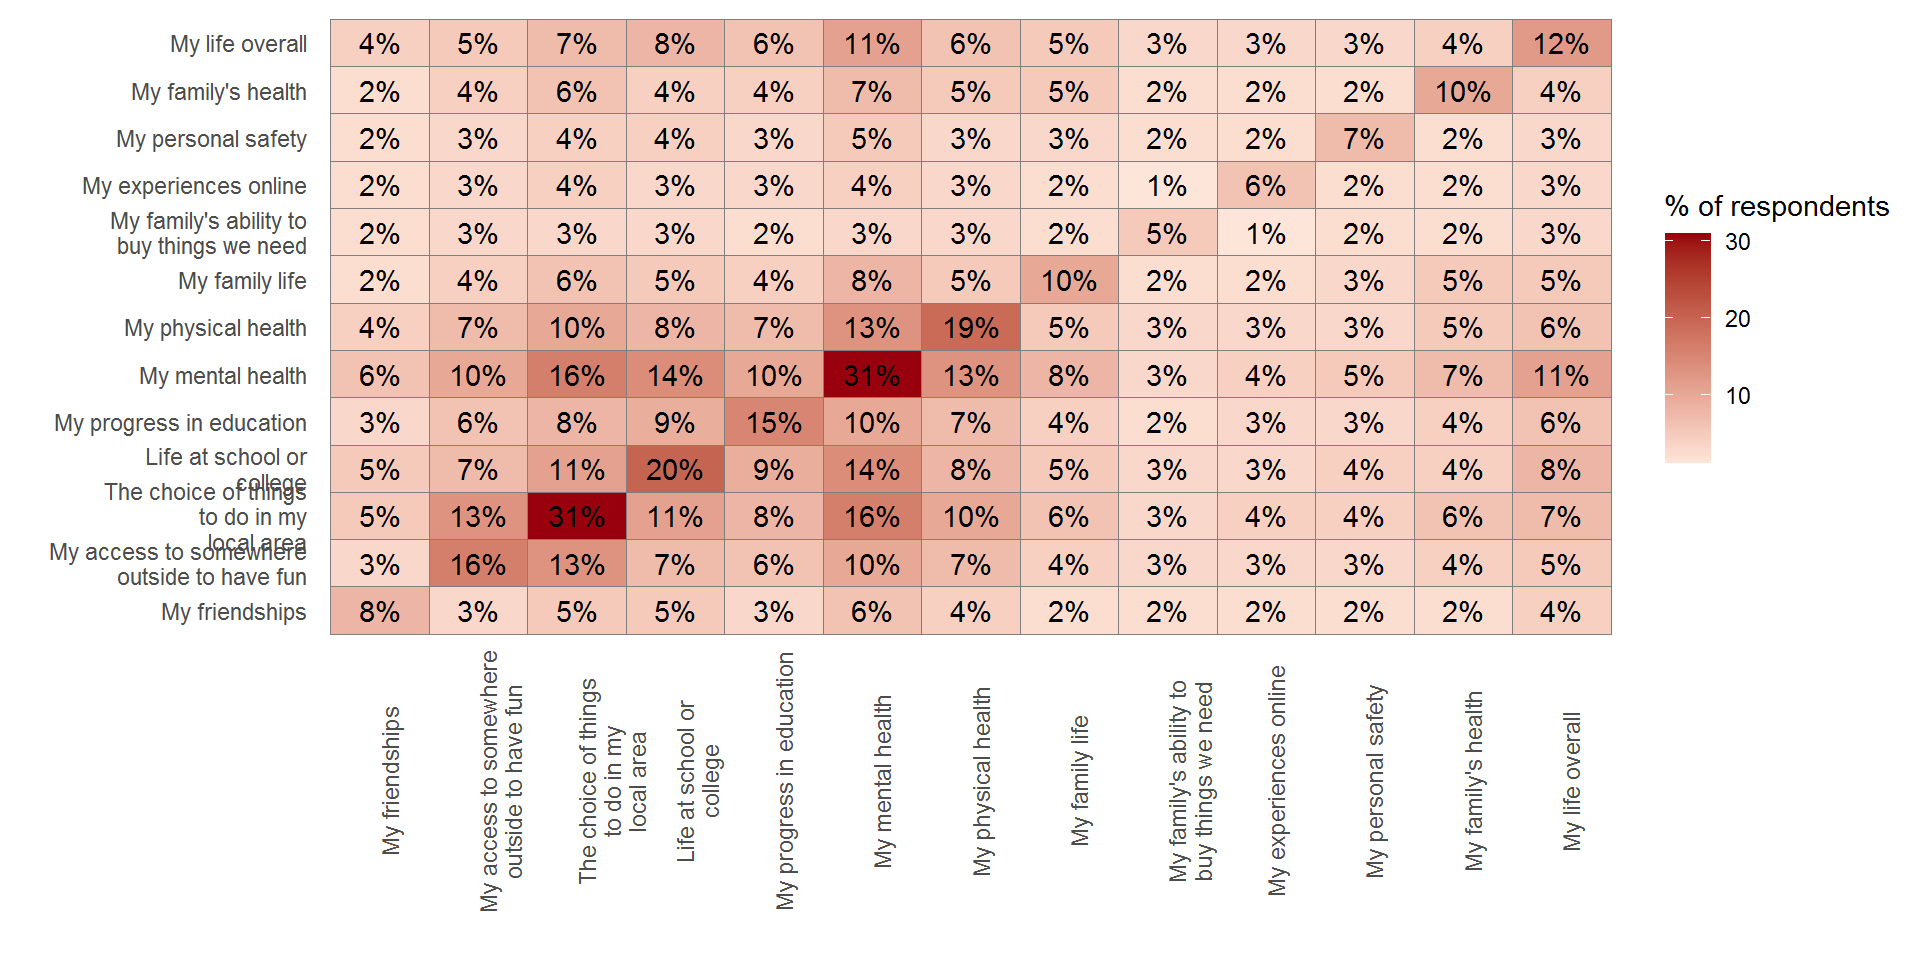 My life overall 4% 5% 7% 8% 6% 11% 6% 5% 3% 3% 3% 4% 12%
My family's health 2% 4% 6% 4% 4% 7% 5% 5% 2% 2% 2% 10% 4%
My personal safety 2% 3% 4% 4% 3% 5% 3% 3% 2% 2% 7% 2% 3%
My experiences online 2% 3% 4% 3% 3% 4% 3% 2% 1% 6% 2% 2% 3%
My family's ability to
buy things we need 2% 3% 3% 3% 2% 3% 3% 2% 5% 1% 2% 2% 3%
My family life 2% 4% 6% 5% 4% 8% 5% 10% 2% 2% 3% 5% 5%
My physical health 4% 7% 10% 8% 7% 13% 19% 5% 3% 3% 3% 5% 6%
My mental health 6% 10% 16% 14% 10% 31% 13% 8% 3% 4% 5% 7% 11%
My progress in education 3% 6% 8% 9% 15% 10% 7% 4% 2% 3% 3% 4% 6%
Life at school or
college 5% 7% 11% 20% 9% 14% 8% 5% 3% 3% 4% 4% 8%
The choice of things
to do in my
local area 5% 13% 31% 11% 8% 16% 10% 6% 3% 4% 4% 6% 7%
My access to somewhere
outside to have fun 3% 16% 13% 7% 6% 10% 7% 4% 3% 3% 3% 4% 5%
My friendships 8% 3% 5% 5% 3% 6% 4% 2% 2% 2% 2% 2% 4%
My friendships
My access to somewhere
outside to have fun
The choice of things
to do in my
local area
Life at school or
college
My progress in education
My mental health
My physical health
My family life
My family's ability to
buy things we need
My experiences online
My personal safety
My family's health
My life overall
% of respondents
30
20
10